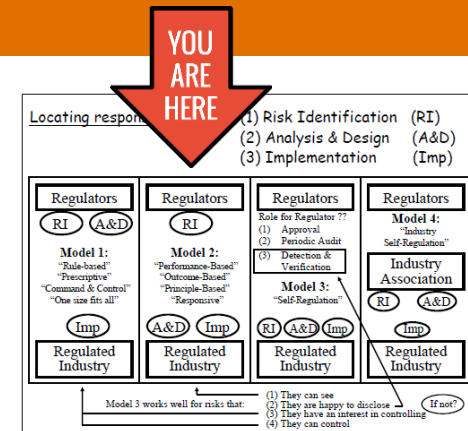 YOU
ARE
HERE
Locating respon
(1) Risk Identification (RI)
(2) Analysis & Design (A&D)
(3) Implementation (Imp)
Regulators
RI A&D
Model 1:
“Rule-based”
“Prescriptive”
“Command & Control”
“One size fits all”
Imp
Regulated
Industry
Regulators
RI
Model 2:
“Performance-Based”
“Outcome-Based”
“Principle-Based”
“Responsive”
A&D Imp
Regulated
Industry
Regulators
Role for Regulator ??
(1) Approval
(2) Periodic Audit
(3) Detection &
Verification
Model 3:
“Self-Regulation”
RI A&D Imp
Regulated
Industry
Regulators
Model 4:
“Industry
Self-Regulation”
Industry
Association
RI A&D
Imp
Regulated
Industry
Model 3 works well for risks that:
(1) They can see
(2) They are happy to disclose
(3) They have an interest in controlling
(4) They can control
If not?